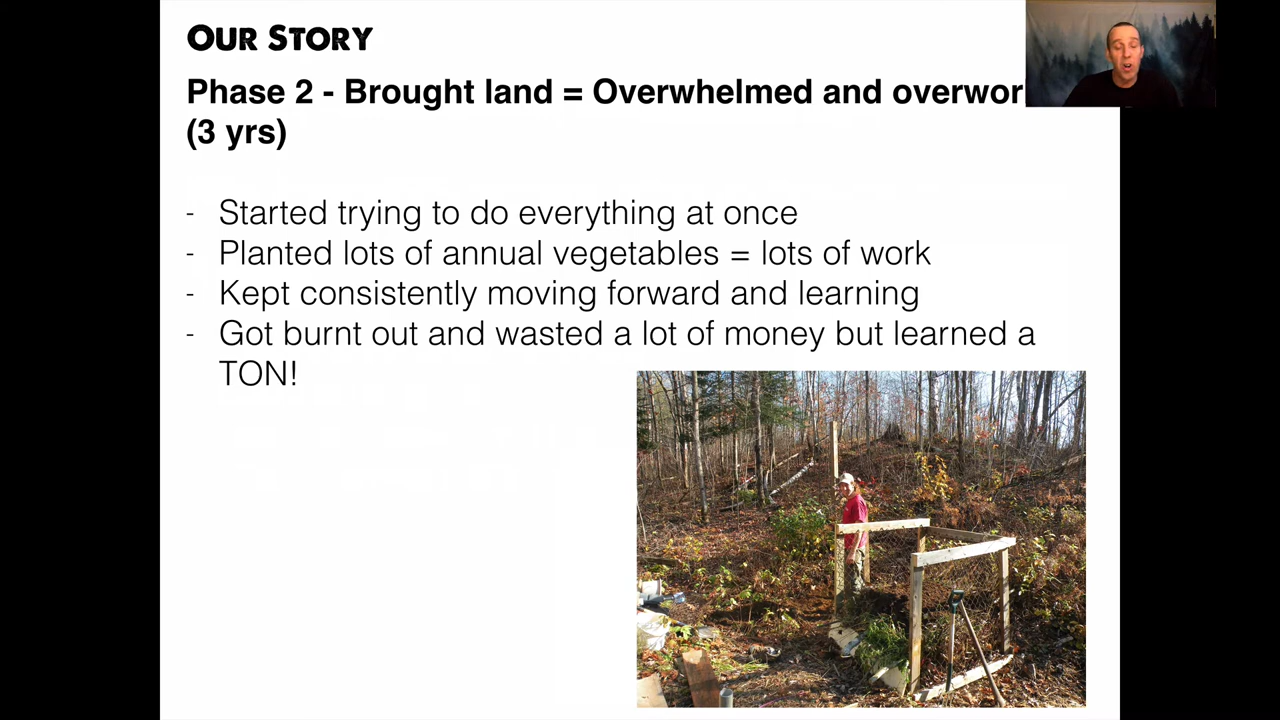 Our Story
Phase 2 - Brought land = Overwhelmed and overwor
(3 yrs)
- Started trying to do everything at once
- Planted lots of annual vegetables = lots of work
- Kept consistently moving forward and learning
- Got burnt out and wasted a lot of money but learned a
TON!